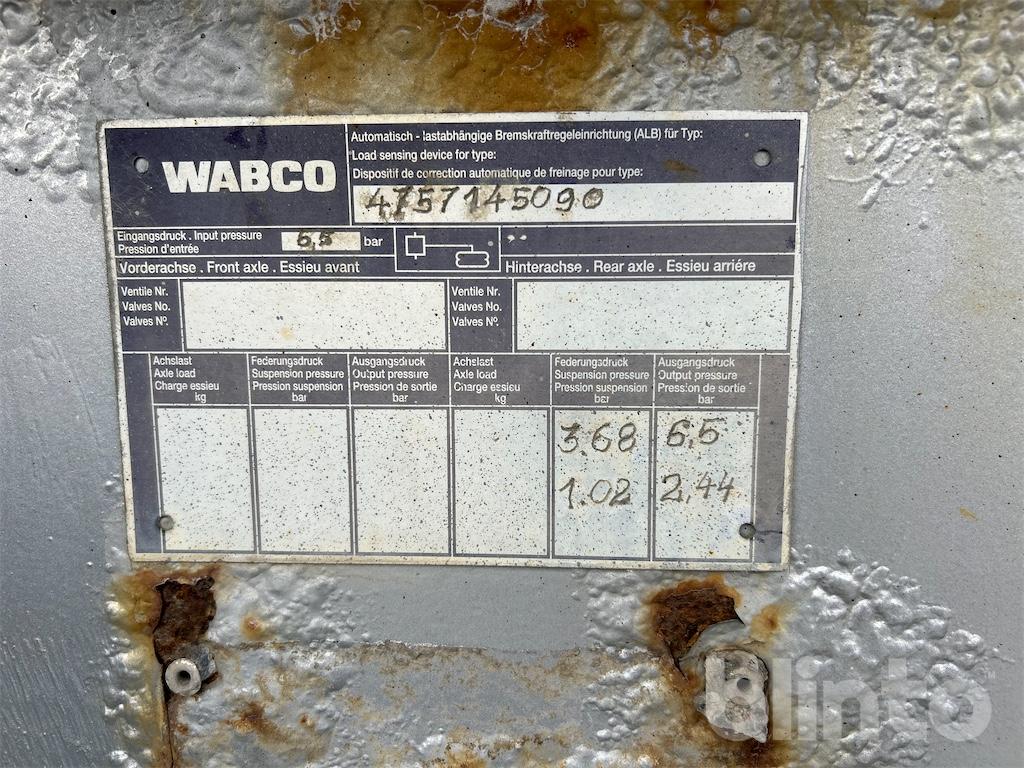 WABCO
Automatisch - lastabhängige Bremskraftregeleinrichtung (ALB) für Typ:
Load sensing device for type:
Dispositif de correction automatique de freinage pour type:
4757145090
Eingangsdruck . Input pressure
Pression d'entrée
6,5 bar
Vorderachse . Front axle . Essieu avant
Hinterachse . Rear axle . Essieu arriére
Ventile Nr.
Valves No.
Valves Nº.
Ventile Nr.
Valves No.
Valves Nº.
Achslast
Axle load
Charge essieu
kg
Federungsdruck
Suspension pressure
Pression suspension
bar
Ausgangsdruck
Output pressure
Pression de sortie
bar
Achslast
Axle load
Charge essieu
kg
Federungsdruck
Suspension pressure
Pression suspension
bar
Ausgangsdruck
Output pressure
Pression de sortie
bar
3,68 6,5
1.02 2,44
blinto